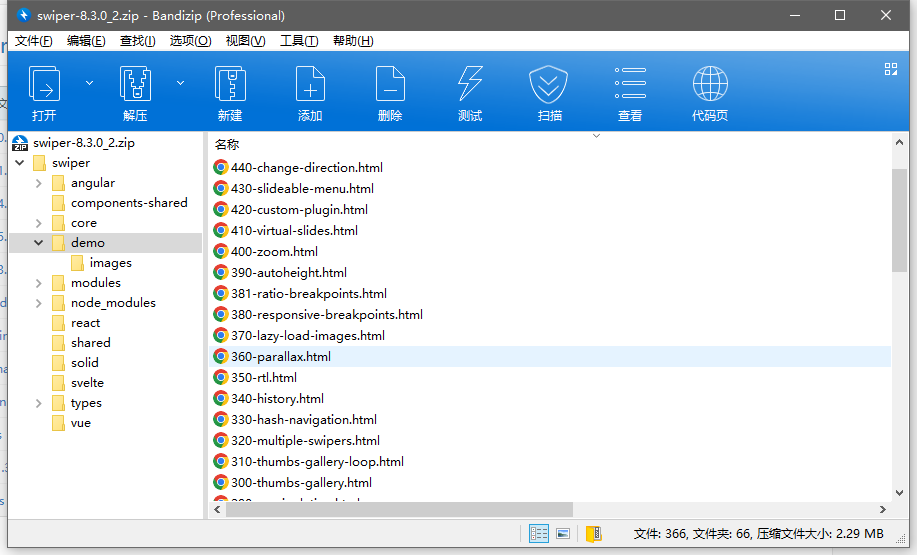 swiper-8.3.0_2.zip - Bandizip (Professional)
文件(F) 编辑(E) 查找(I) 选项(O) 视图(V) 工具(T) 帮助(H)
打开 解压 新建 添加 删除 测试 扫描 查看 代码页
swiper-8.3.0_2.zip
swiper
angular
components-shared
core
demo
images
modules
node_modules
react
shared
solid
svelte
types
vue
名称
440-change-direction.html
430-slideable-menu.html
420-custom-plugin.html
410-virtual-slides.html
400-zoom.html
390-autoheight.html
381-ratio-breakpoints.html
380-responsive-breakpoints.html
370-lazy-load-images.html
360-parallax.html
350-rtl.html
340-history.html
330-hash-navigation.html
320-multiple-swipers.html
310-thumbs-gallery-loop.html
300-thumbs-gallery.html
文件: 366, 文件夹: 66, 压缩文件大小: 2.29 MB